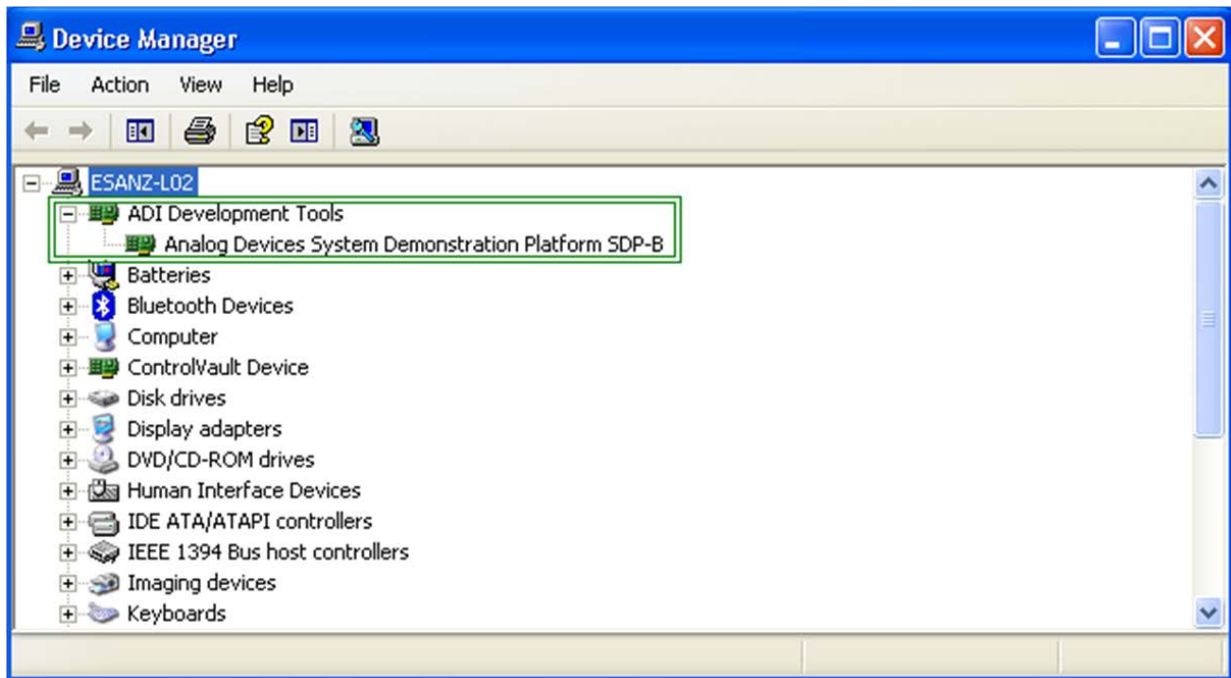 Device Manager
File Action View Help
ESANZ-L02
ADI Development Tools
Analog Devices System Demonstration Platform SDP-B
Batteries
Bluetooth Devices
Computer
ControlVault Device
Disk drives
Display adapters
DVD/CD-ROM drives
Human Interface Devices
IDE ATA/ATAPI controllers
IEEE 1394 Bus host controllers
Imaging devices
Keyboards